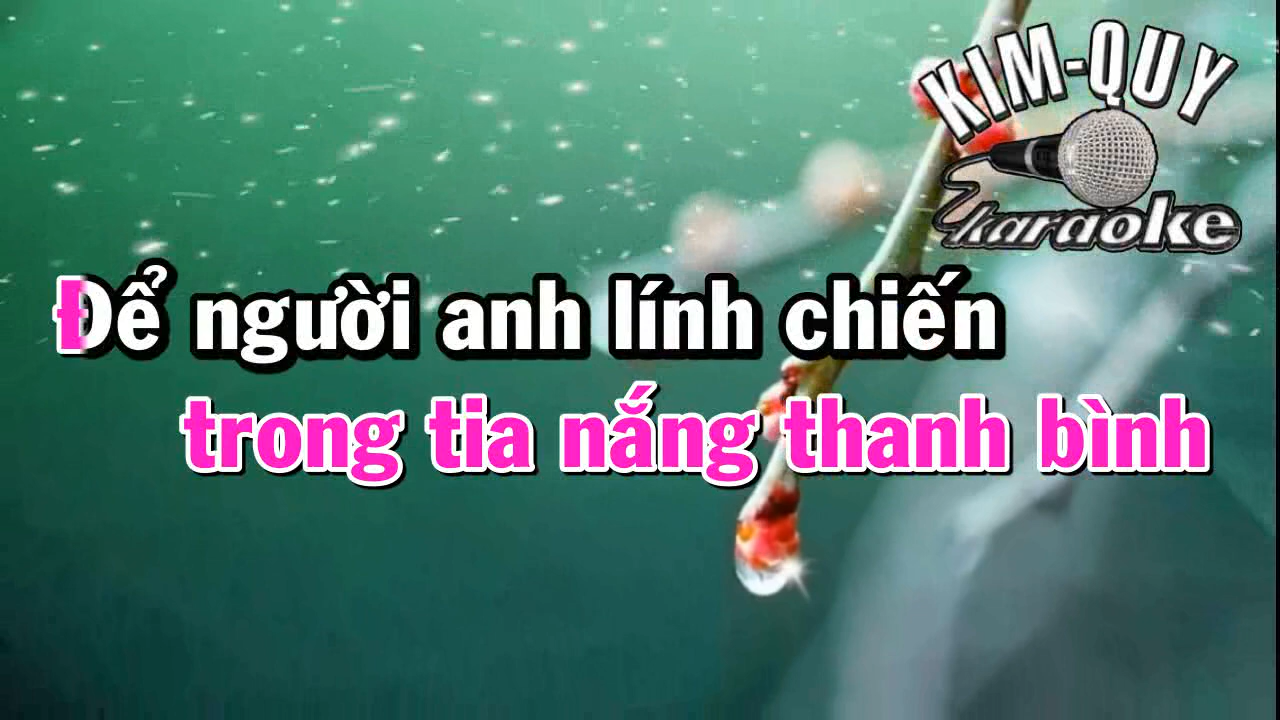 KIM-QUY
karaoke
Để người anh lính chiến
trong tia nắng thanh bình